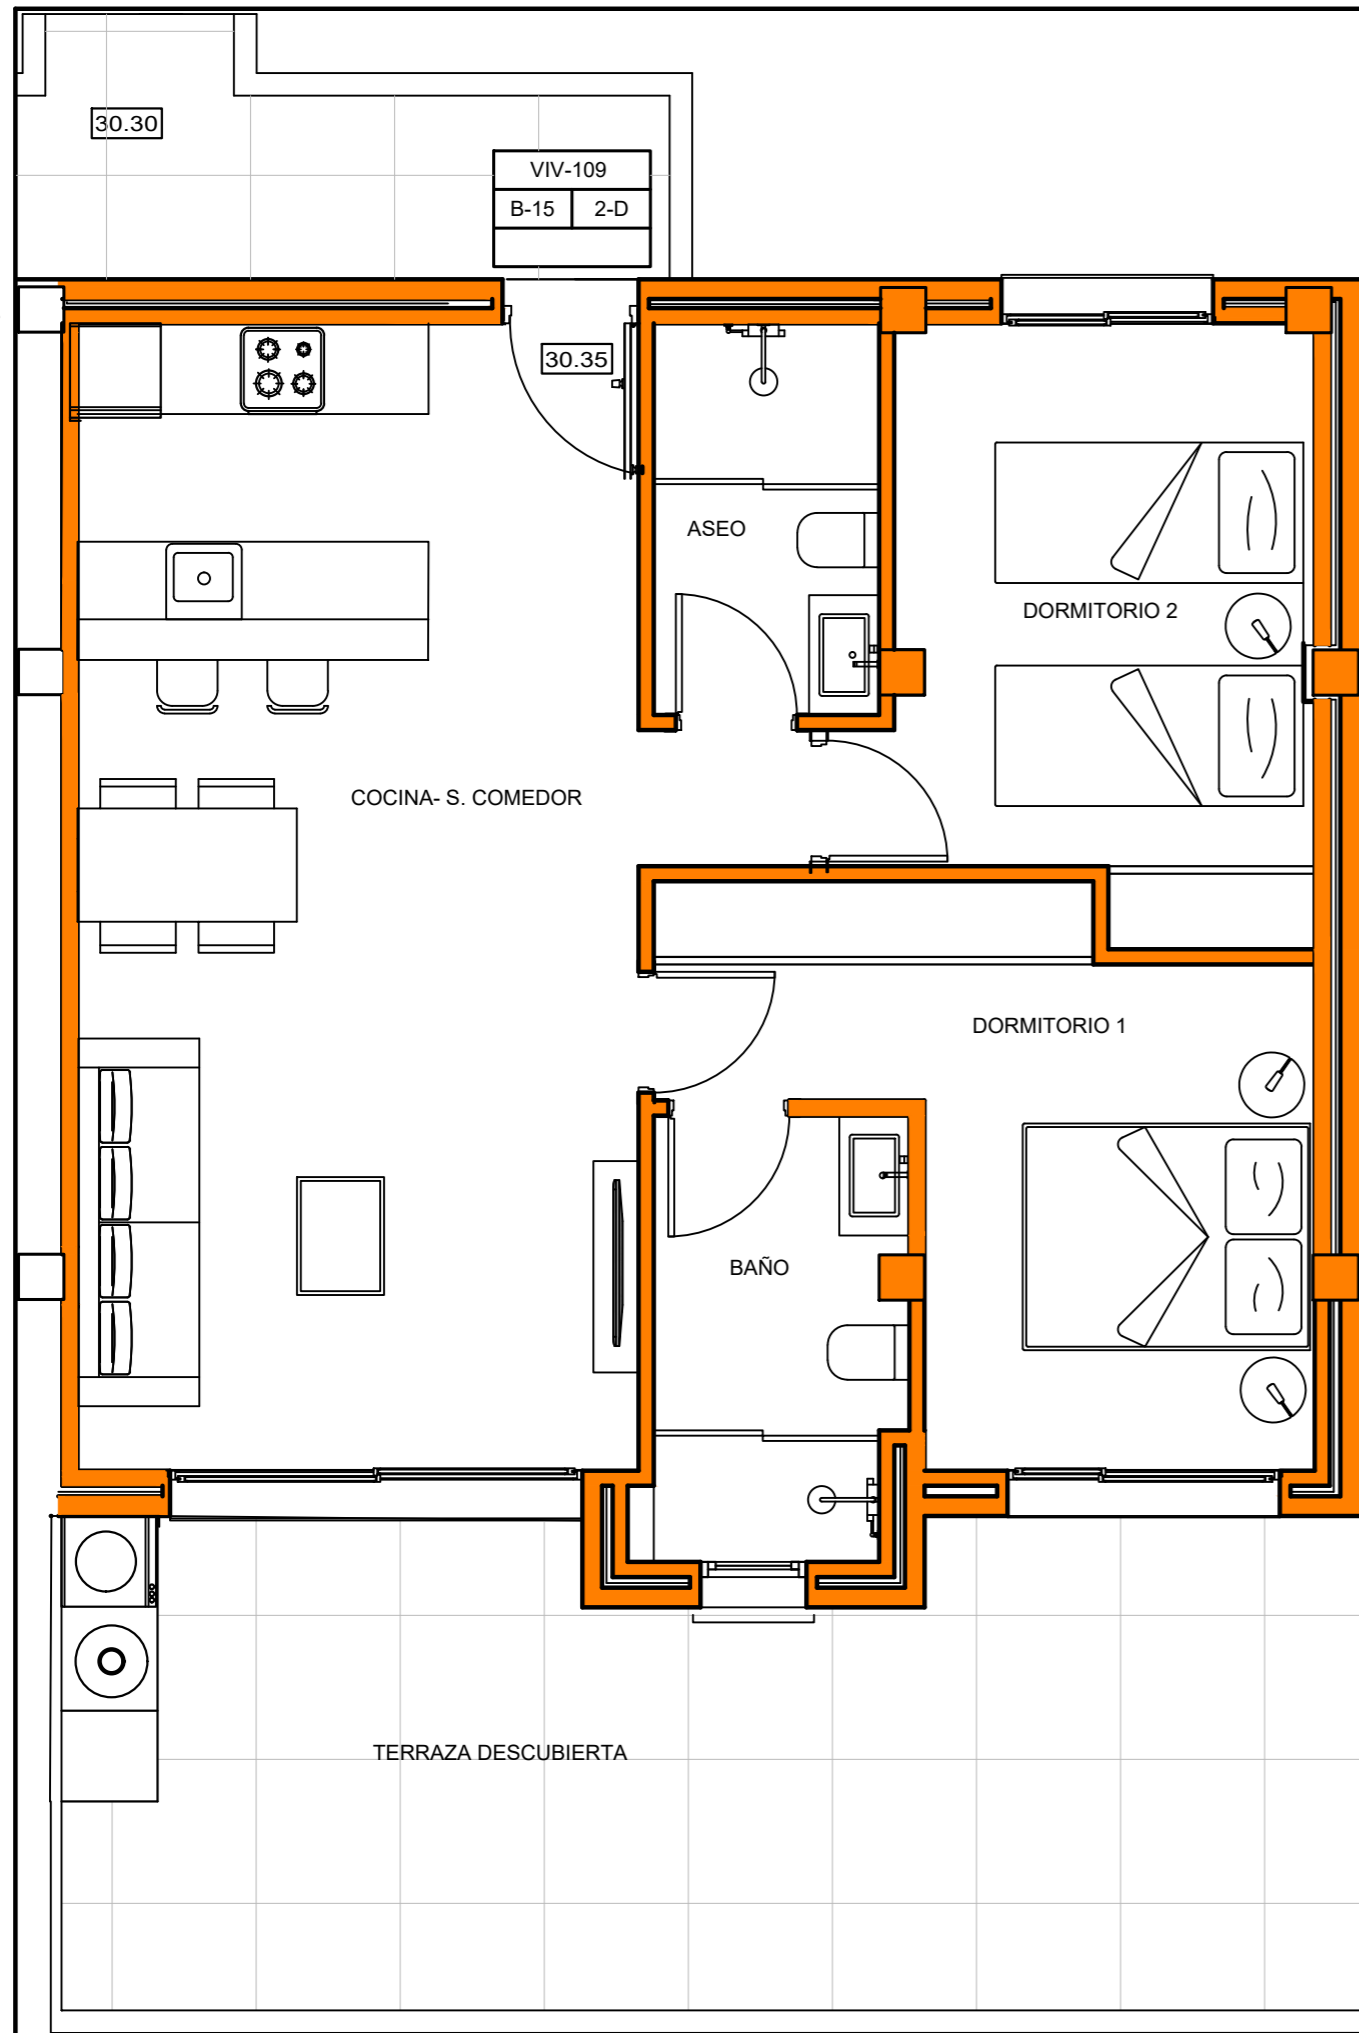 30.30
VIV-109
B-15 2-D
30.35
ASEO
DORMITORIO 2
COCINA- S. COMEDOR
DORMITORIO 1
BAÑO
TERRAZA DESCUBIERTA